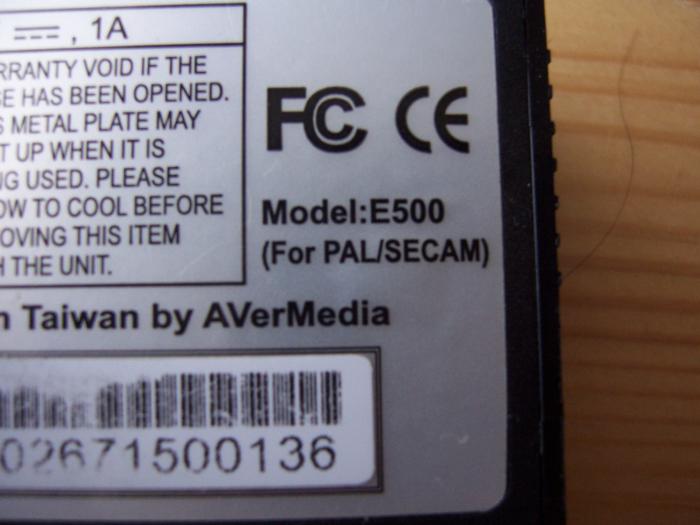 ⎓, 1A
RRANTY VOID IF THE
SE HAS BEEN OPENED.
S METAL PLATE MAY
T UP WHEN IT IS
NG USED. PLEASE
OW TO COOL BEFORE
OVING THIS ITEM
H THE UNIT.
FC CE
Model:E500
(For PAL/SECAM)
n Taiwan by AVerMedia
02671500136